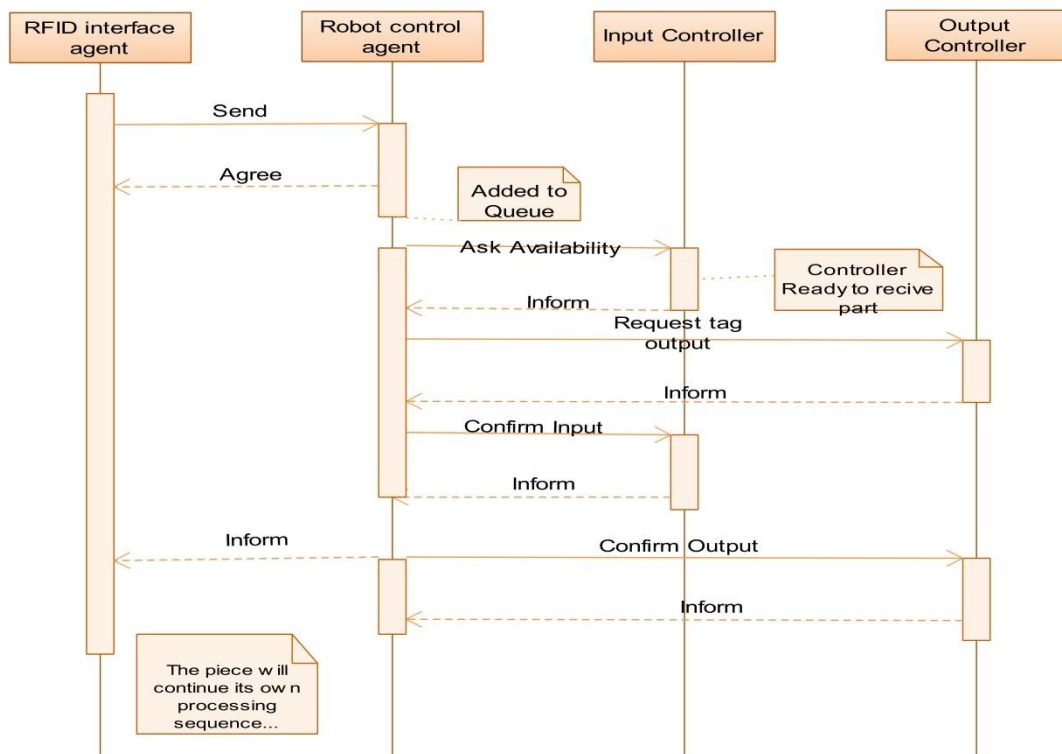 RFID interface
agent
Robot control
agent
Input Controller
Output
Controller
Send
Agree
Added to
Queue
Ask Availability
Controller
Ready to recive
part
Inform
Request tag
output
Inform
Confirm Input
Inform
Inform
Confirm Output
Inform
The piece will
continue its own
processing
sequence...